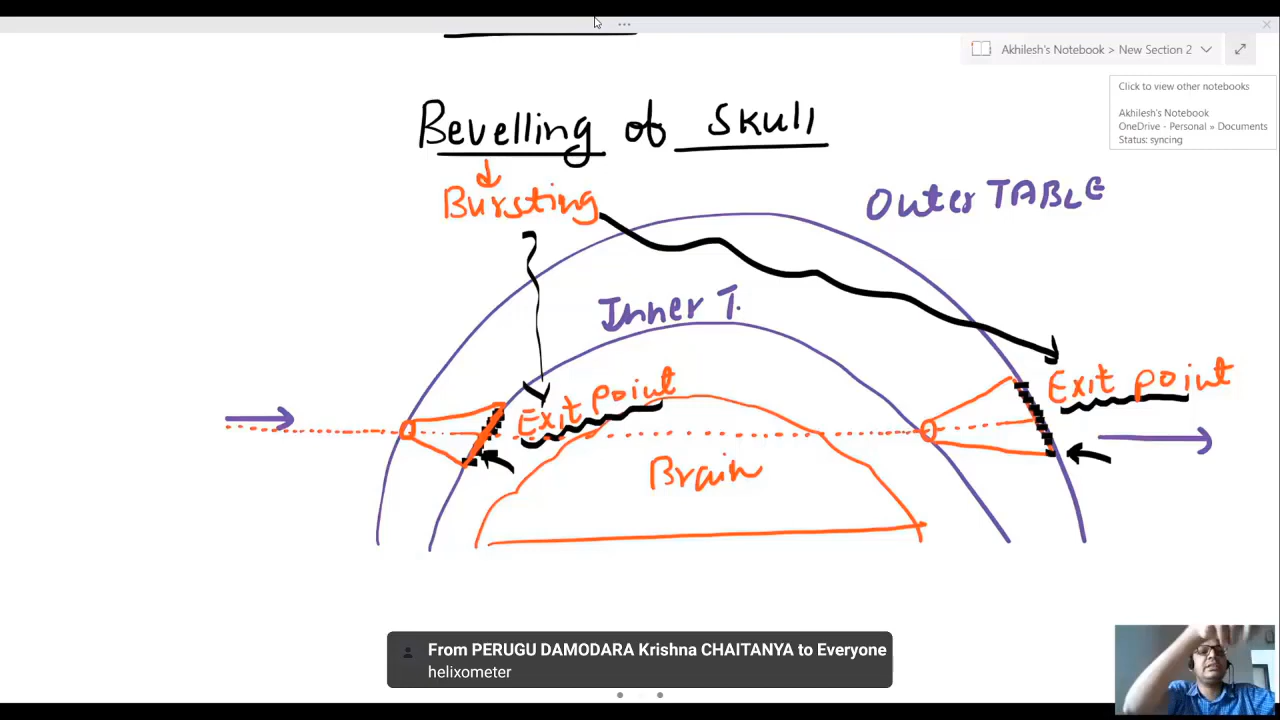 Akhilesh's Notebook > New Section 2
Click to view other notebooks
Akhilesh's Notebook
OneDrive - Personal » Documents
Status: syncing
Bevelling of Skull
Bursting
Outer TABLE
Inner T.
Exit point
Exit point
Brain
From PERUGU DAMODARA Krishna CHAITANYA to Everyone
helixometer